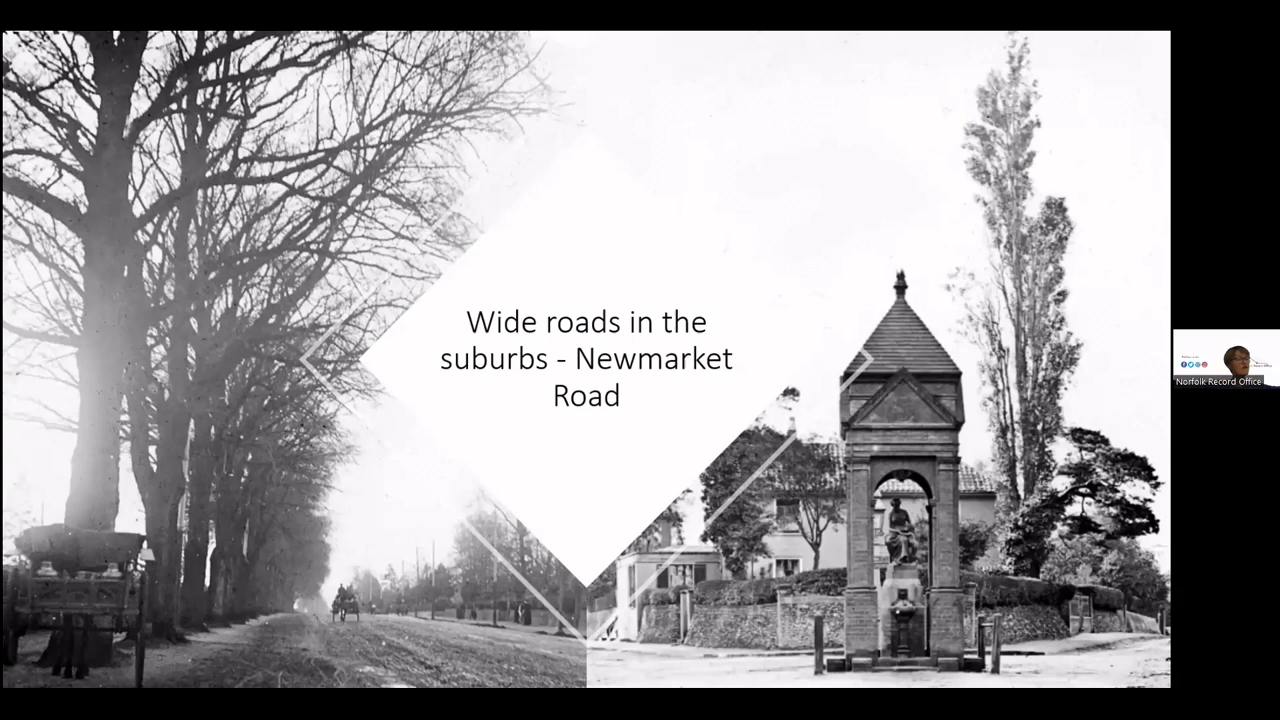 Wide roads in the
suburbs - Newmarket
Road
Norfolk Record Office